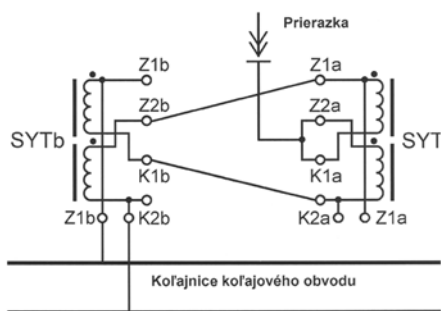 Prierazka
Z1b Z1a
Z2b Z2a
SYTb SYT
K1b K1a
Z1b K2b K2a Z1a
Koľajnice koľajového obvodu